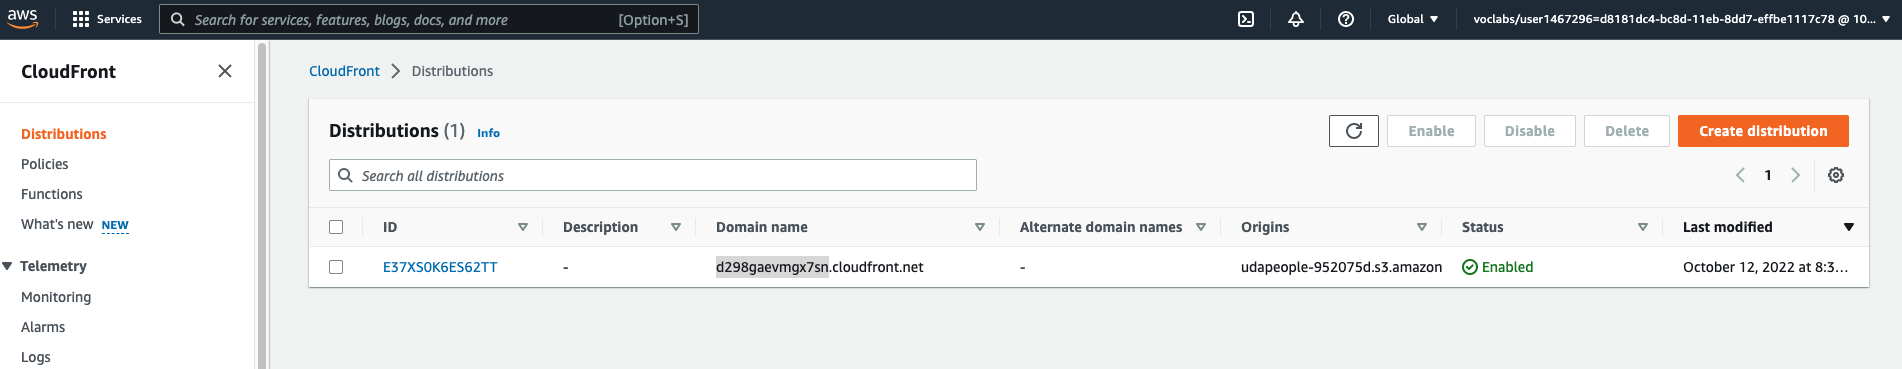 aws Services Search for services, features, blogs, docs, and more [Option+S] Global voclabs/user1467296=d8181dc4-bc8d-11eb-8dd7-effbe1117c78 @ 10...
CloudFront
Distributions
Policies
Functions
What's new NEW
Telemetry
Monitoring
Alarms
Logs
CloudFront Distributions
Distributions (1) Info Enable Disable Delete Create distribution
Search all distributions 1
ID Description Domain name Alternate domain names Origins Status Last modified
E37XS0K6ES62TT - d298gaevmgx7sn.cloudfront.net - udapeople-952075d.s3.amazon Enabled October 12, 2022 at 8:3...